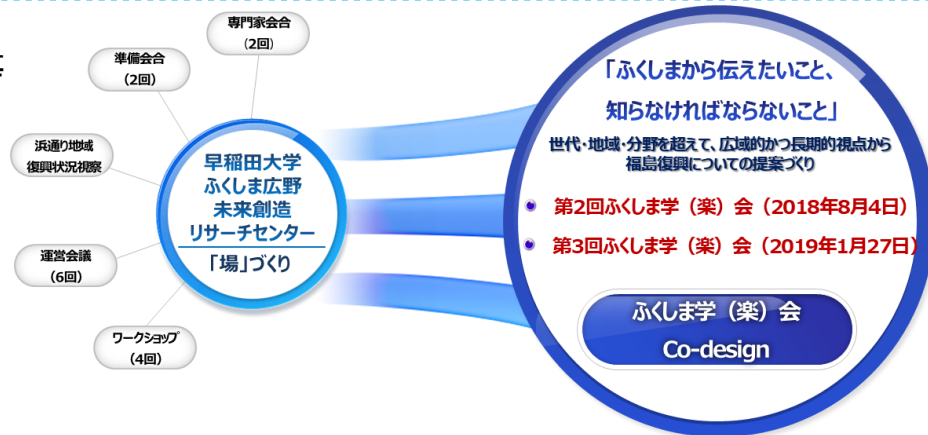 専門家会合
(2回)
準備会合
(2回)
浜通り地域
復興状況視察
運営会議
(6回)
ワークショップ
(4回)
早稲田大学
ふくしま広野
未来創造
リサーチセンター
「場」づくり
「ふくしまから伝えたいこと、
知らなければならないこと」
世代・地域・分野を超えて、広域的かつ長期的視点から
福島復興についての提案づくり
• 第2回ふくしま学（楽）会（2018年8月4日）
• 第3回ふくしま学（楽）会（2019年1月27日）
ふくしま学（楽）会
Co-design